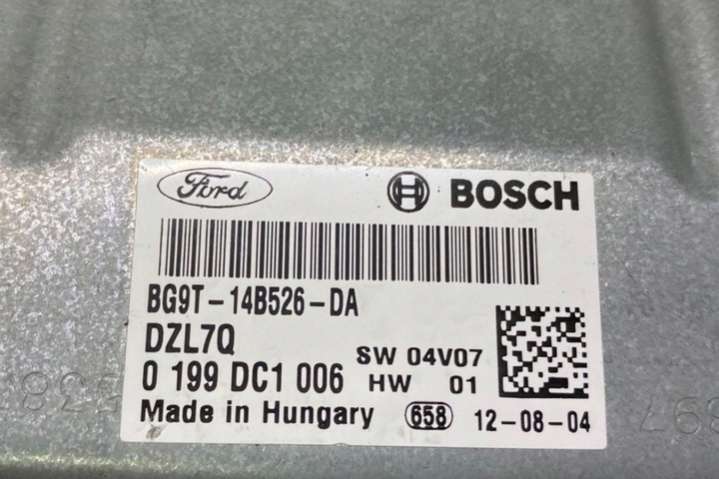 Ford BOSCH
BG9T-14B526-DA
DZL7Q
SW 04V07
0 199 DC1 006 HW 01
Made in Hungary 658 12-08-04